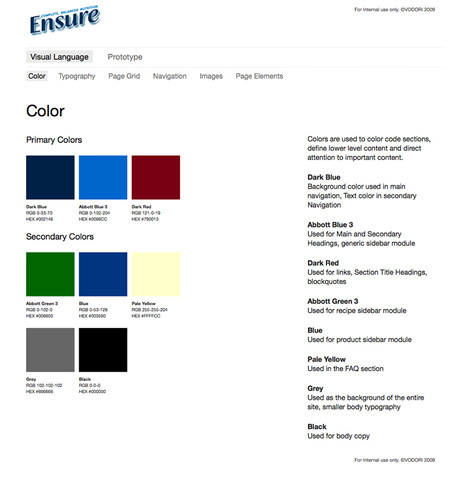 For Internal use only. ©VODORI 2009
COMPLETE, BALANCED NUTRITION
Ensure
Visual Language Prototype
Color Typography Page Grid Navigation Images Page Elements
Color
Primary Colors
Dark Blue
RGB 0-33-70
HEX #002146
Abbott Blue 3
RGB 0-102-204
HEX #0066CC
Dark Red
RGB 121-0-19
HEX #790013
Secondary Colors
Abbott Green 3
RGB 0-102-0
HEX #006600
Blue
RGB 0-53-128
HEX #003580
Pale Yellow
RGB 255-255-204
HEX #FFFFCC
Grey
RGB 102-102-102
HEX #666666
Black
RGB 0-0-0
HEX #000000
Colors are used to color code sections,
define lower level content and direct
attention to important content.
Dark Blue
Background color used in main
navigation, Text color in secondary
Navigation
Abbott Blue 3
Used for Main and Secondary
Headings, generic sidebar module
Dark Red
Used for links, Section Title Headings,
blockquotes
Abbott Green 3
Used for recipe sidebar module
Blue
Used for product sidebar module
Pale Yellow
Used in the FAQ section
Grey
Used as the background of the entire
site, smaller body typography
Black
Used for body copy
For Internal use only. ©VODORI 2009